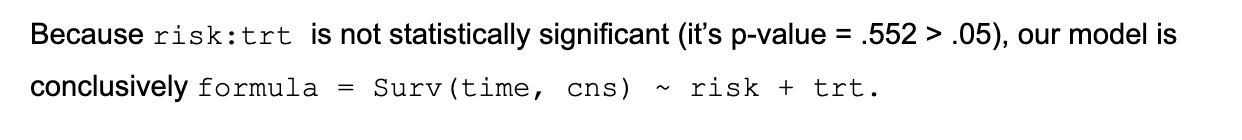 Because risk:trt is not statistically significant (it’s p-value = .552 > .05), our model is
conclusively formula = Surv(time, cns) ~ risk + trt.